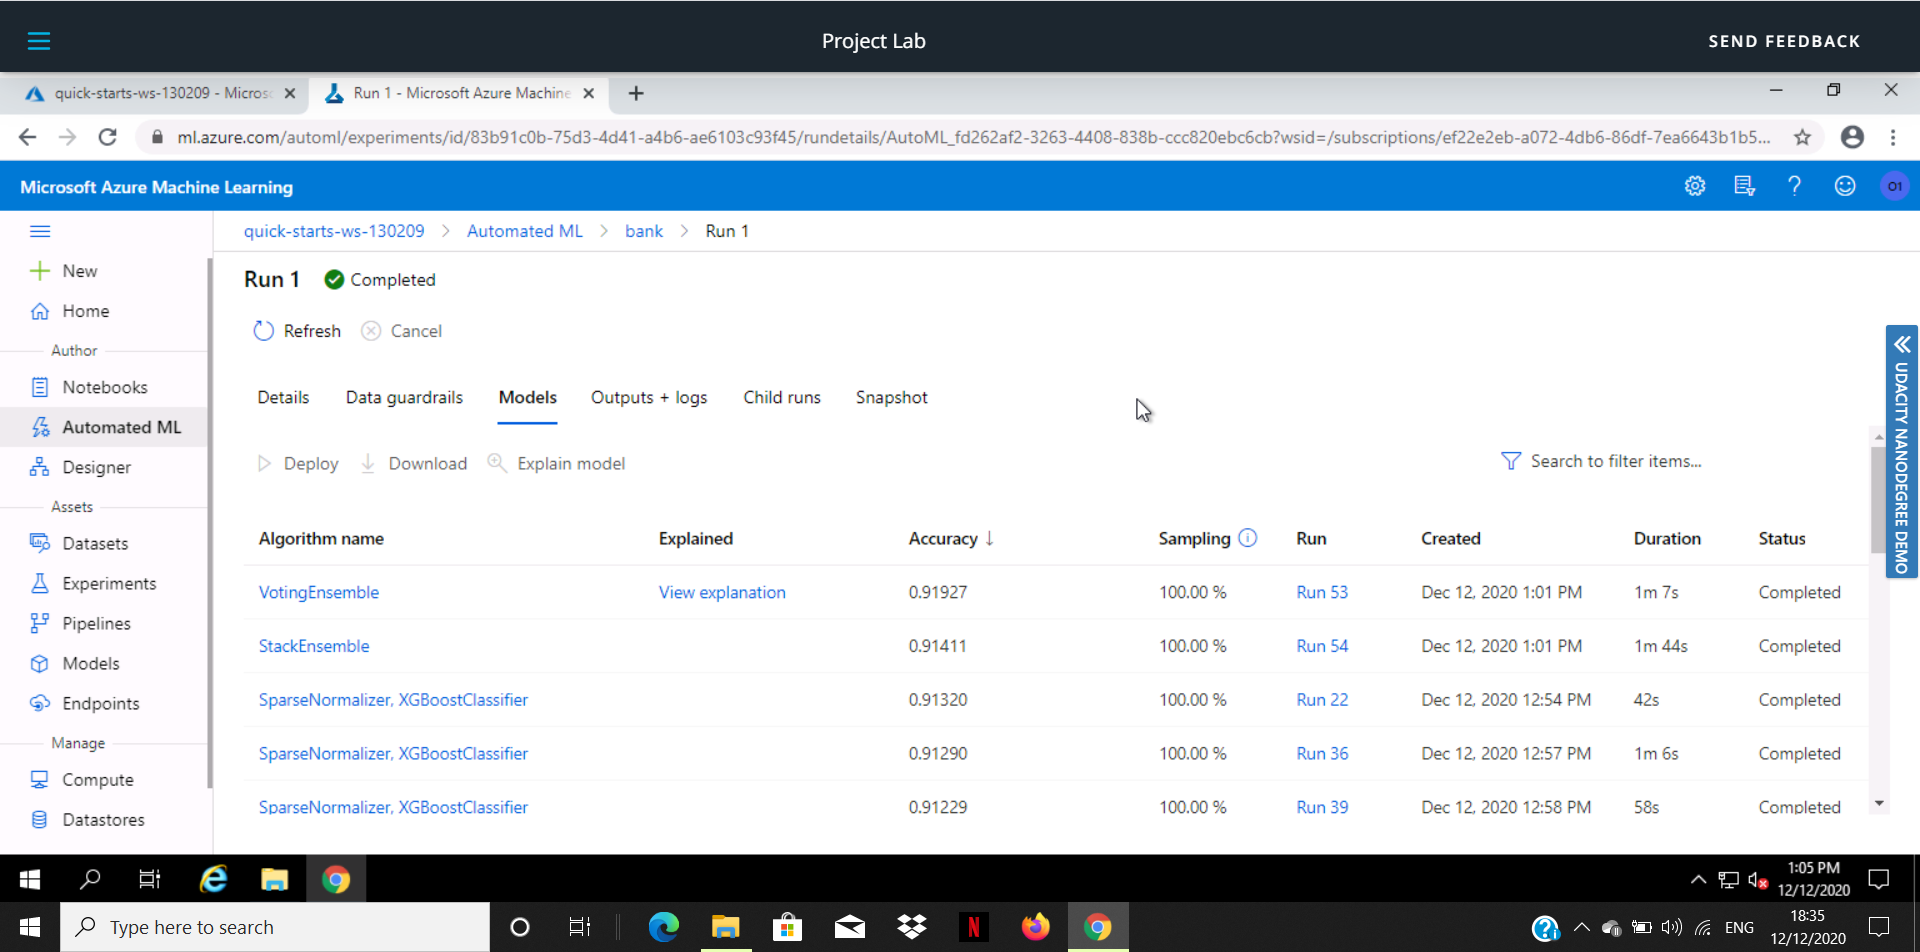 Project Lab
SEND FEEDBACK
quick-starts-ws-130209 - Micros
Run 1 - Microsoft Azure Machine
ml.azure.com/automl/experiments/id/83b91c0b-75d3-4d41-a4b6-ae6103c93f45/rundetails/AutoML_fd262af2-3263-4408-838b-ccc820ebc6cb?wsid=/subscriptions/ef22e2eb-a072-4db6-86df-7ea6643b1b5...
Microsoft Azure Machine Learning
O1
quick-starts-ws-130209 > Automated ML > bank > Run 1
New
Home
Author
Notebooks
Automated ML
Designer
Assets
Datasets
Experiments
Pipelines
Models
Endpoints
Manage
Compute
Datastores
Run 1 Completed
Refresh Cancel
Details Data guardrails Models Outputs + logs Child runs Snapshot
Deploy Download Explain model
Search to filter items...
Algorithm name Explained Accuracy ↓ Sampling Run Created Duration Status
VotingEnsemble View explanation 0.91927 100.00 % Run 53 Dec 12, 2020 1:01 PM 1m 7s Completed
StackEnsemble 0.91411 100.00 % Run 54 Dec 12, 2020 1:01 PM 1m 44s Completed
SparseNormalizer, XGBoostClassifier 0.91320 100.00 % Run 22 Dec 12, 2020 12:54 PM 42s Completed
SparseNormalizer, XGBoostClassifier 0.91290 100.00 % Run 36 Dec 12, 2020 12:57 PM 1m 6s Completed
SparseNormalizer, XGBoostClassifier 0.91229 100.00 % Run 39 Dec 12, 2020 12:58 PM 58s Completed
UDACITY NANODEGREE DEMO
1:05 PM
12/12/2020
Type here to search
N
ENG
18:35
12/12/2020